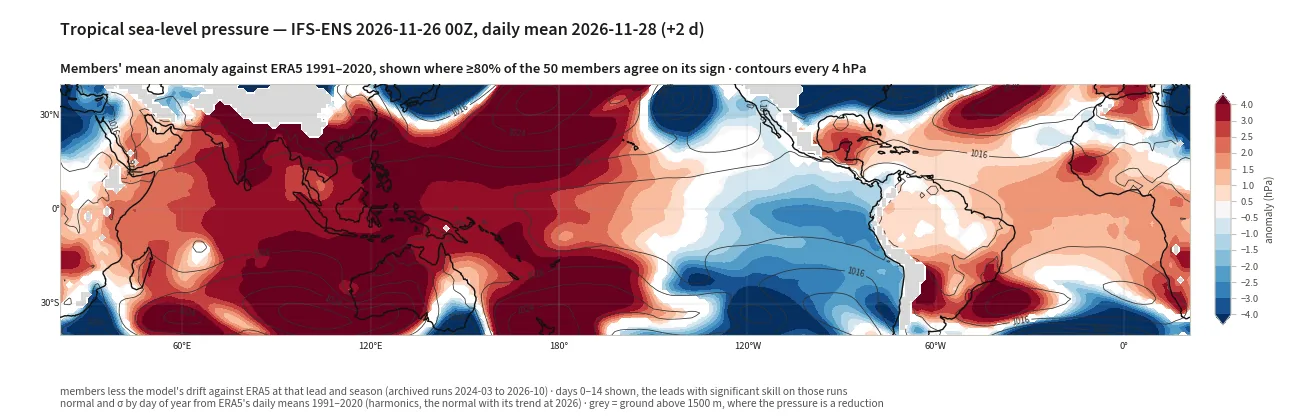 Tropical sea-level pressure — IFS-ENS 2026-11-26 00Z, daily mean 2026-11-28 (+2 d)
Members' mean anomaly against ERA5 1991–2020, shown where ≥80% of the 50 members agree on its sign · contours every 4 hPa
30°N
0°
30°S
60°E
120°E
180°
120°W
60°W
0°
1016
1016
1016
1016
1016
1016
4.0
3.0
2.5
2.0
1.5
1.0
0.5
−0.5
−1.0
−1.5
−2.0
−2.5
−3.0
−4.0
anomaly (hPa)
members less the model's drift against ERA5 at that lead and season (archived runs 2024-03 to 2026-10) · days 0–14 shown, the leads with significant skill on those runs
normal and σ by day of year from ERA5's daily means 1991–2020 (harmonics, the normal with its trend at 2026) · grey = ground above 1500 m, where the pressure is a reduction